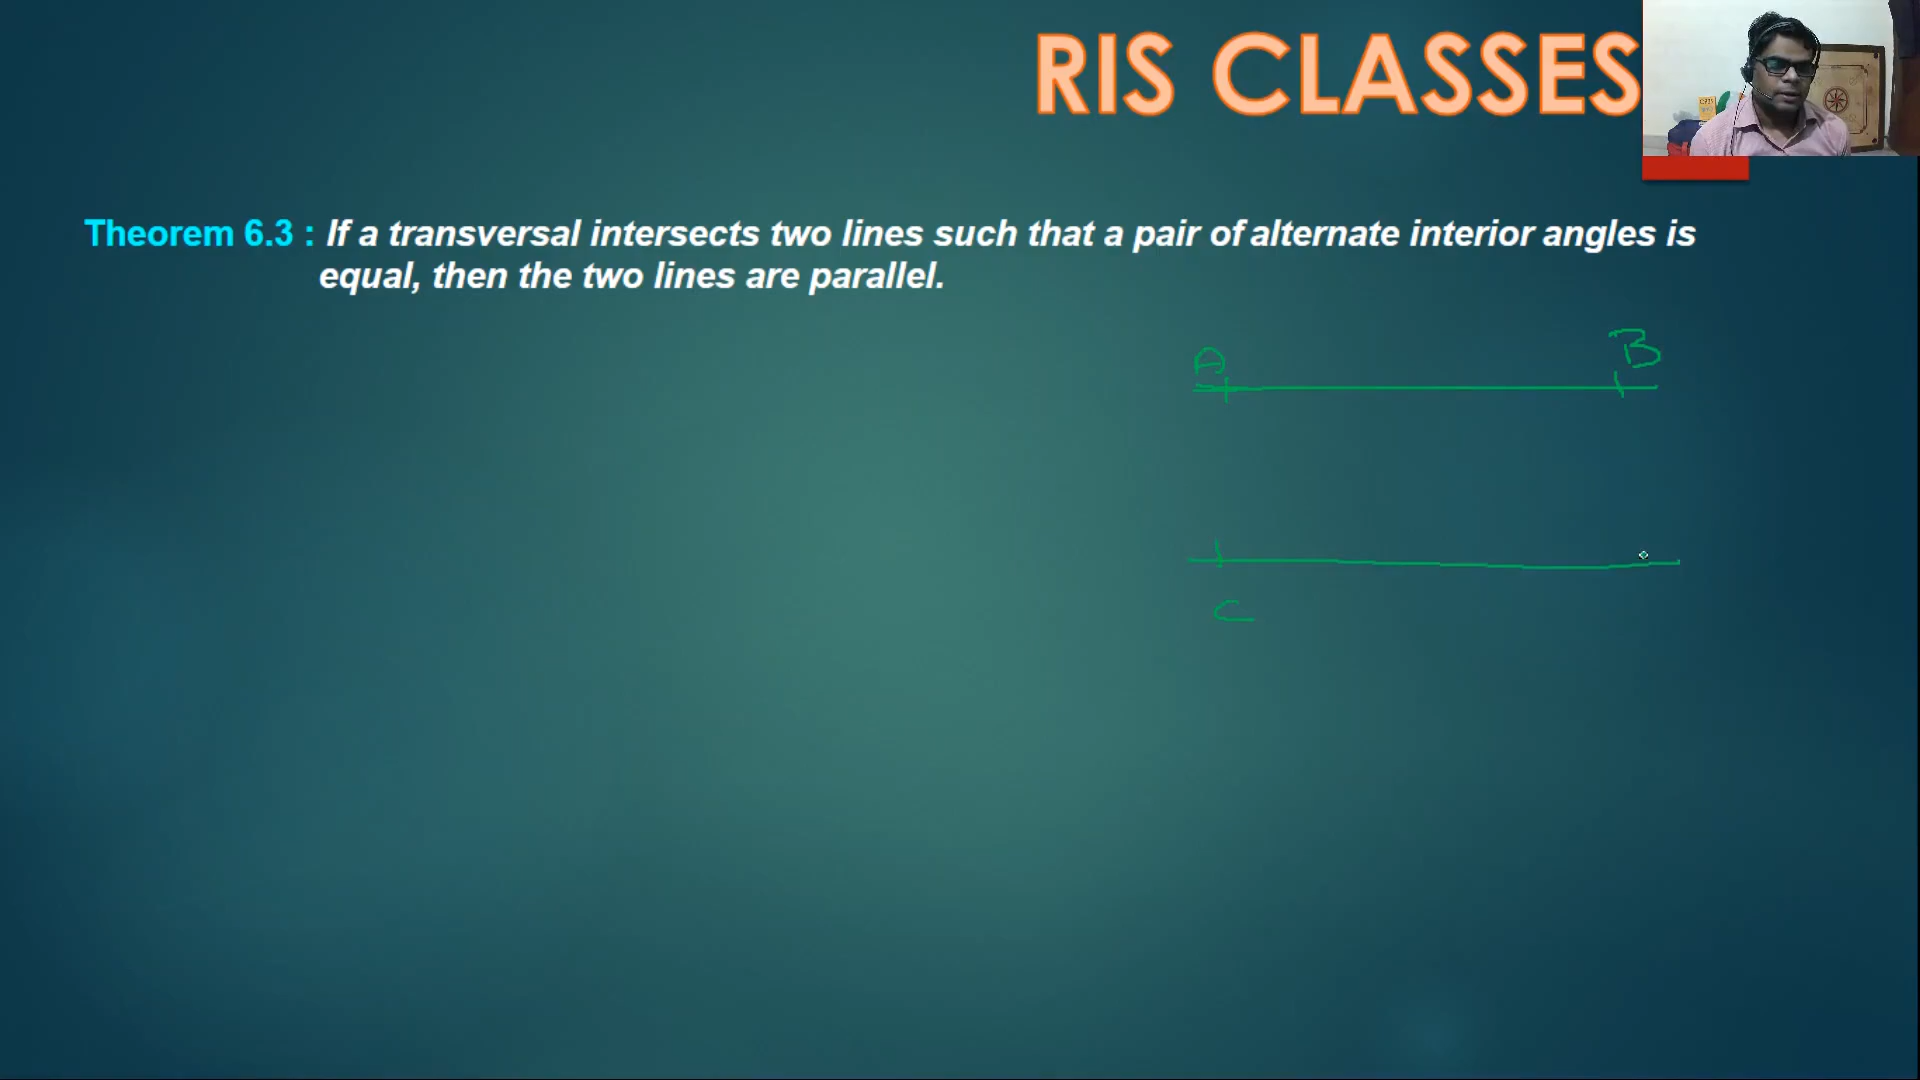 RIS CLASSES
Theorem 6.3 : If a transversal intersects two lines such that a pair of alternate interior angles is
equal, then the two lines are parallel.
A
B
C